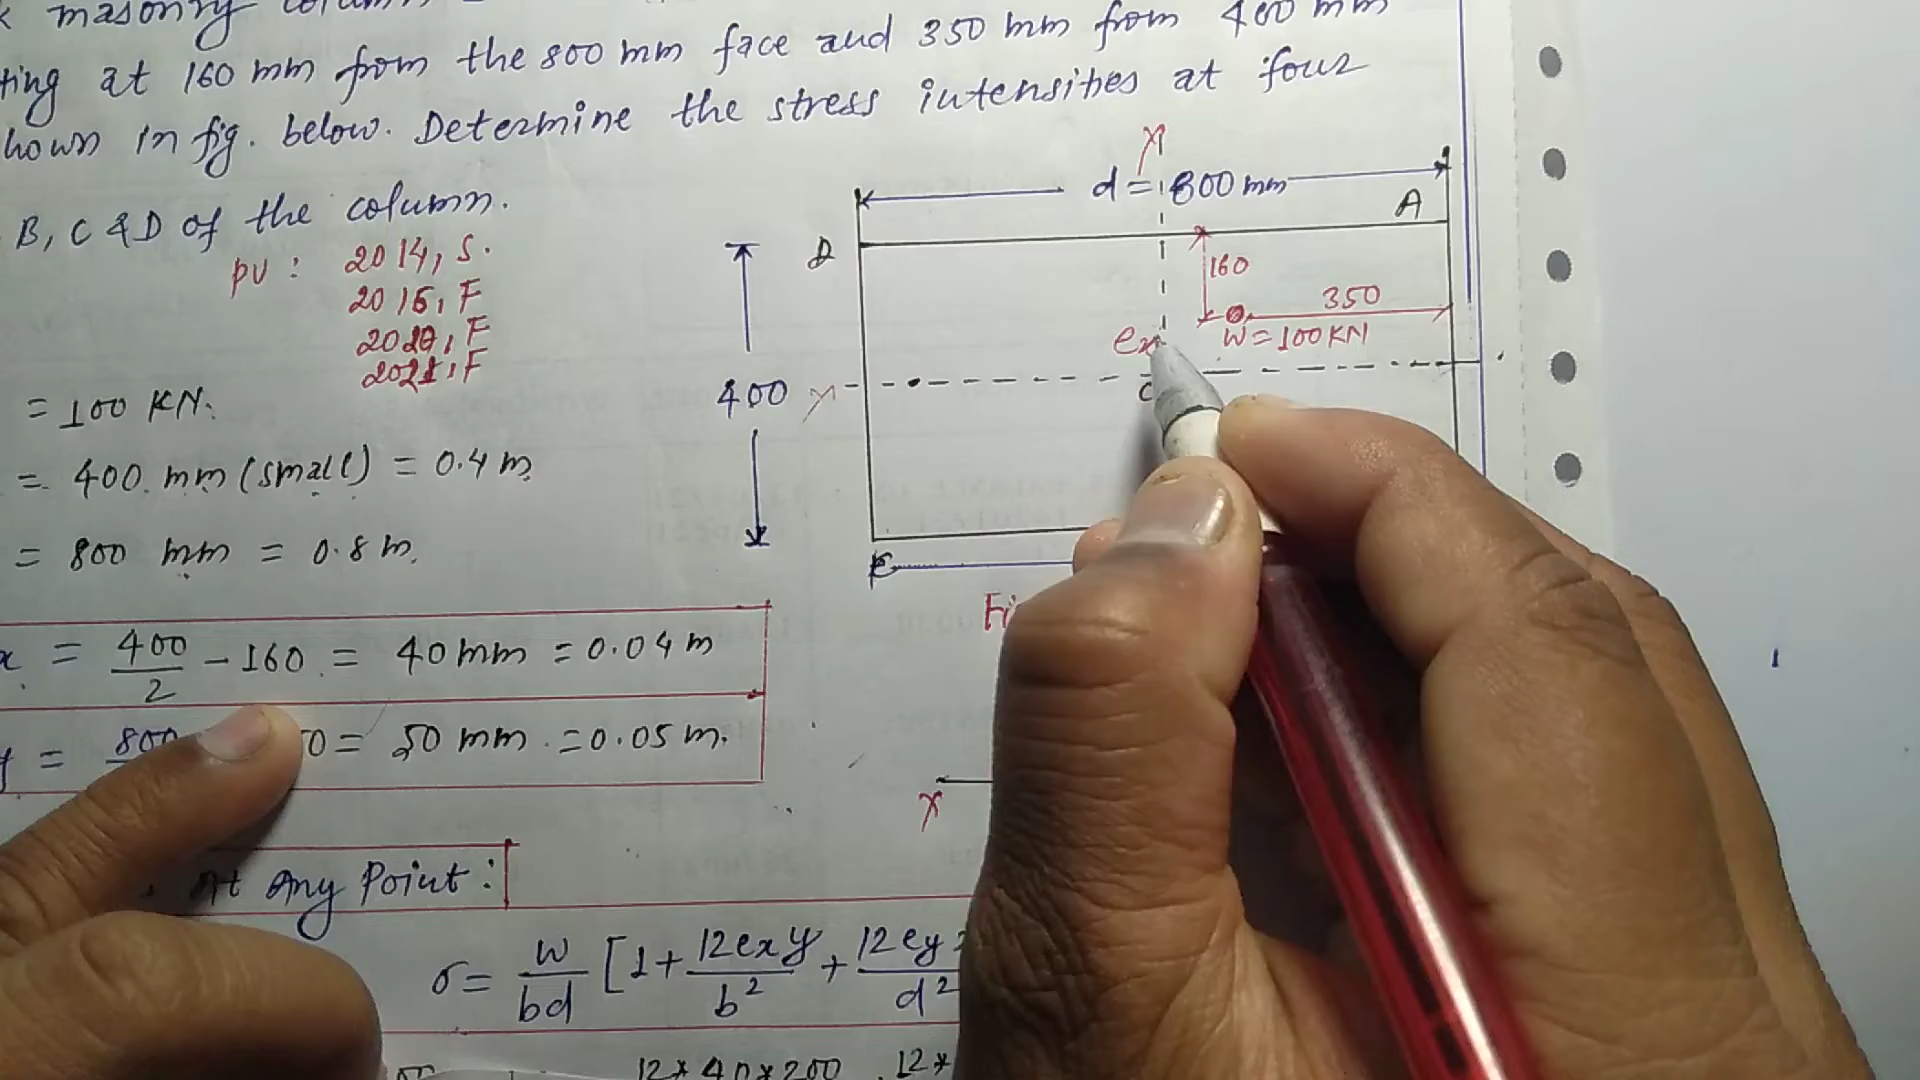 masonry column
ting at 160 mm from the 800 mm face and 350 mm from 400 mm
hown in fig. below. Determine the stress intensities at four
B, C & D of the column.
PU : 2014, S.
2015, F
F
F
d = 800 mm
A
D
160
350
W = 100 KN
ex
400
= 100 KN.
= 400 mm (small) = 0.4 m
= 800 mm = 0.8 m.
C
x = 400/2 - 160 = 40 mm = 0.04 m
y = 800 0 = 50 mm = 0.05 m.
X
At Any Point :
σ = W/bd [1 + 12exy/b² + 12ey/d²
12*40*200 12*